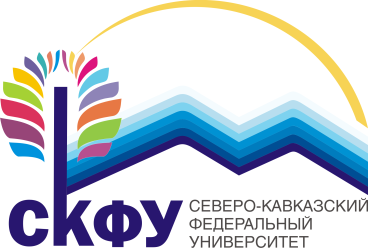 скфу
СЕВЕРО-КАВКАЗСКИЙ
ФЕДЕРАЛЬНЫЙ
УНИВЕРСИТЕТ